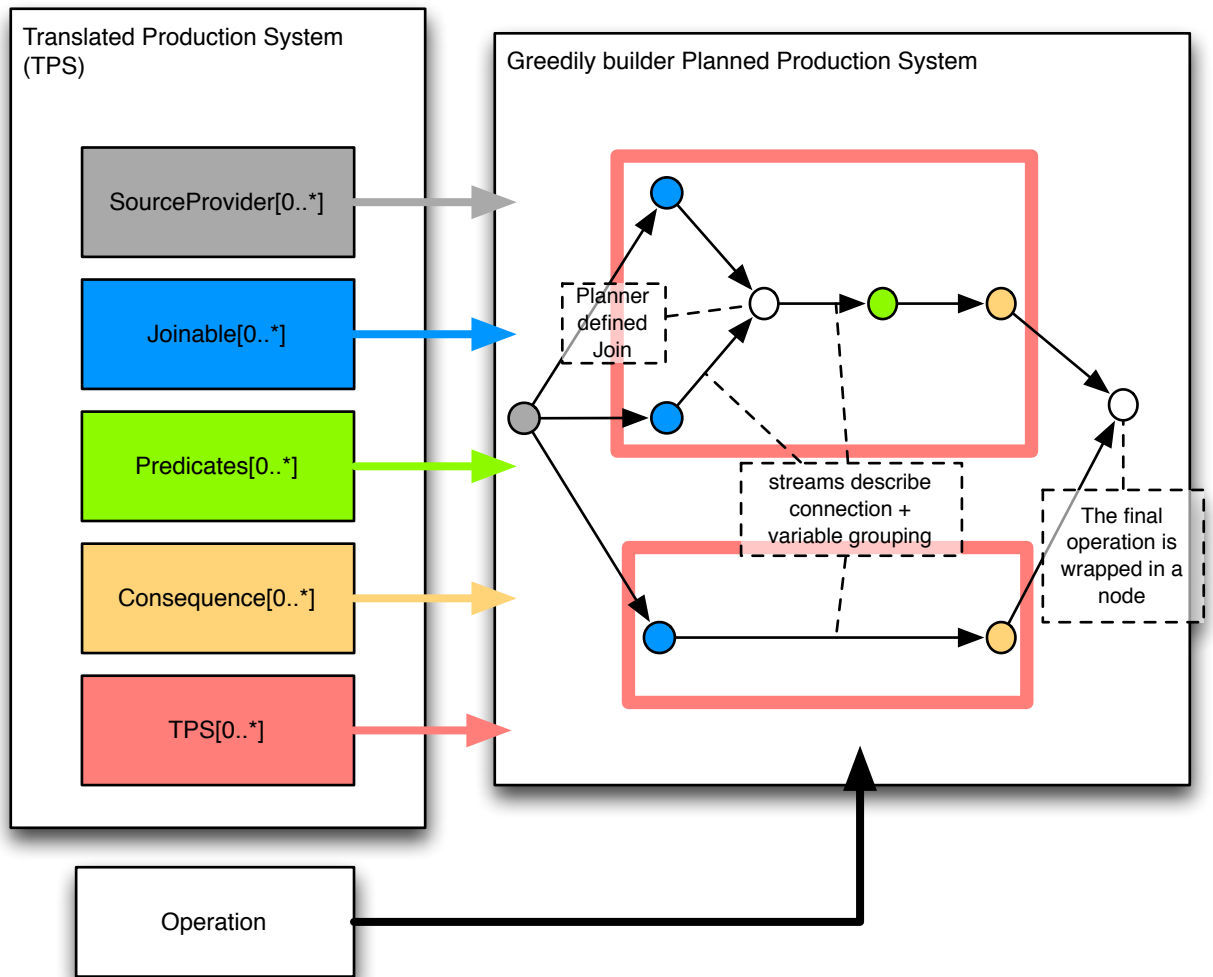 Translated Production System
(TPS)
SourceProvider[0..*]
Joinable[0..*]
Predicates[0..*]
Consequence[0..*]
TPS[0..*]
Operation
Greedily builder Planned Production System
Planner
defined
Join
streams describe
connection +
variable grouping
The final
operation is
wrapped in a
node